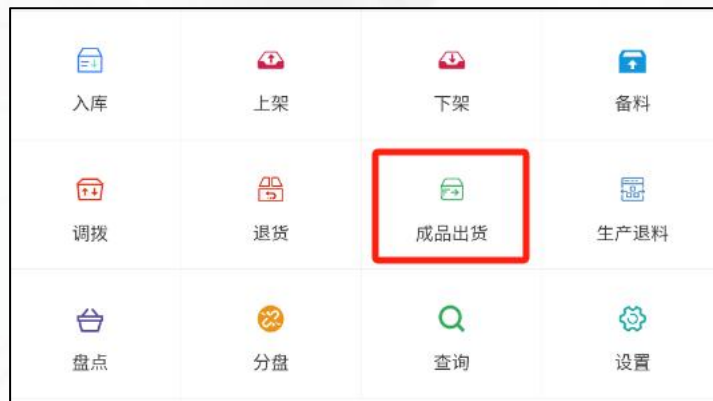 入库 上架 下架 备料
调拨 退货 成品出货 生产退料
盘点 分盘 查询 设置